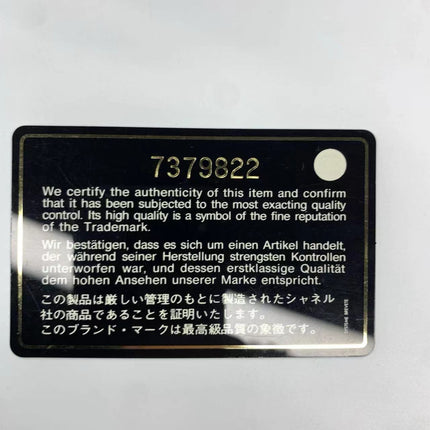 7379822
We certify the authenticity of this item and confirm
that it has been subjected to the most exacting quality
control. Its high quality is a symbol of the fine reputation
of the Trademark.
Wir bestätigen, dass es sich um einen Artikel handelt,
der während seiner Herstellung strengsten Kontrollen
unterworfen war, und dessen erstklassige Qualität
dem hohen Ansehen unserer Marke entspricht.
この製品は厳しい管理のもとに製造されたシャネル
社の商品であることを証明いたします。
このブランド・マークは最高級品質の象徴です。